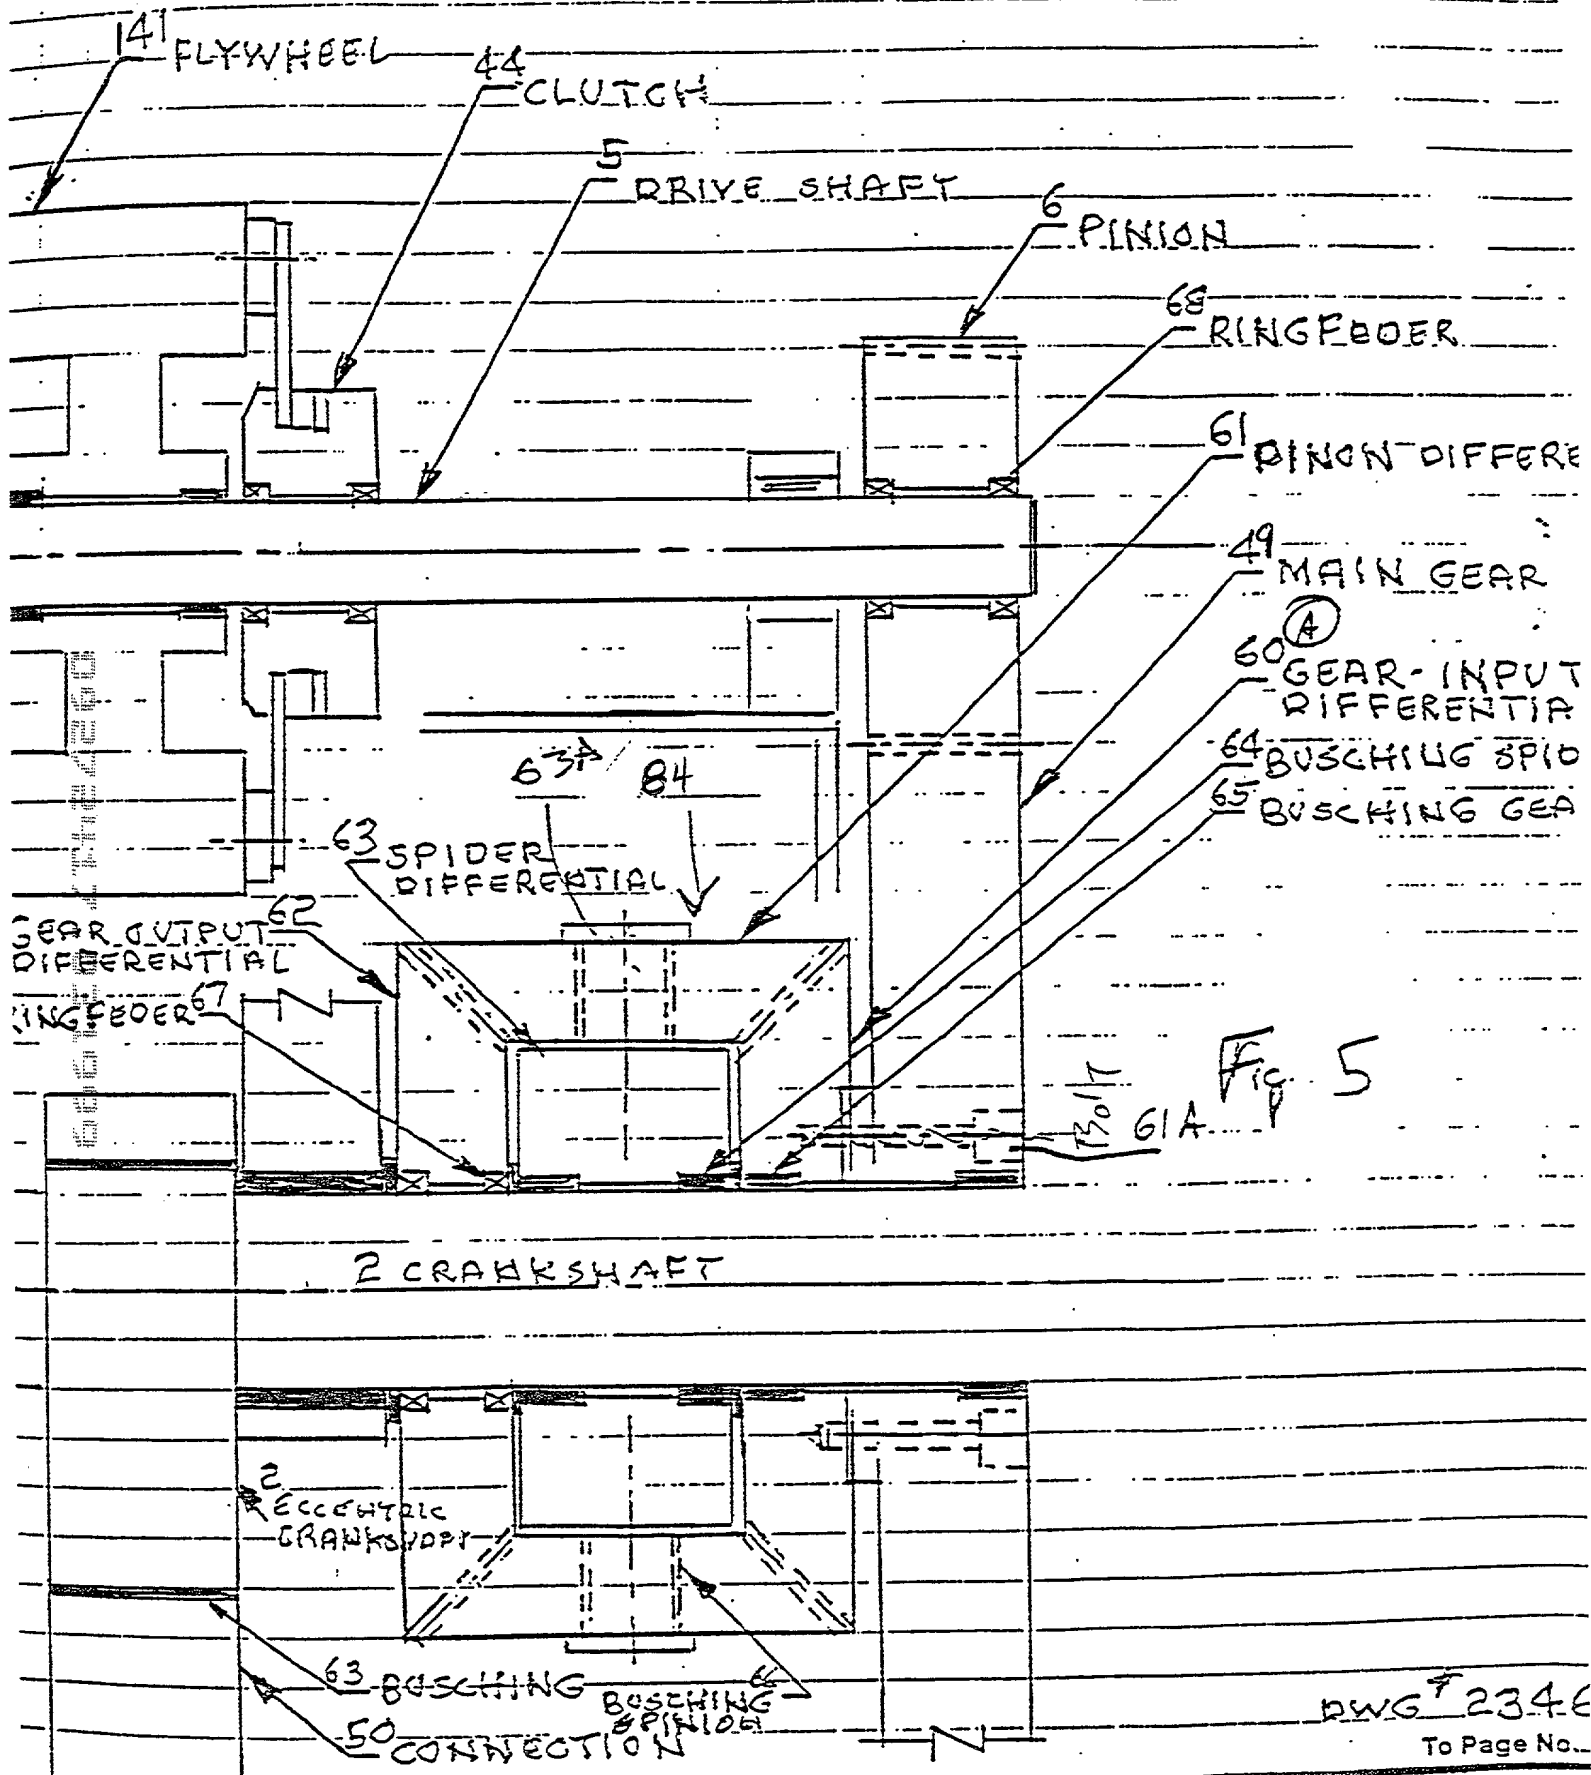 141 FLYWHEEL
44 CLUTCH
5 DRIVE SHAFT
6 PINION
68 RINGFEDER
61 PINON DIFFERE
49 MAIN GEAR
A
60 GEAR-INPUT
DIFFERENTIA
64 BUSCHING SPID
65 BUSCHING GEA
63A 84
63 SPIDER
DIFFERENTIAL
62
GEAR OUTPUT
DIFFERENTIAL
INGFEDER 67
Fig. 5
Bolt
61A
2 CRANKSHAFT
2
ECCENTRIC
CRANKSHAFT
63 BUSCHING
BUSCHING
PINION
50 CONNECTION
DWG # 2346
To Page No.